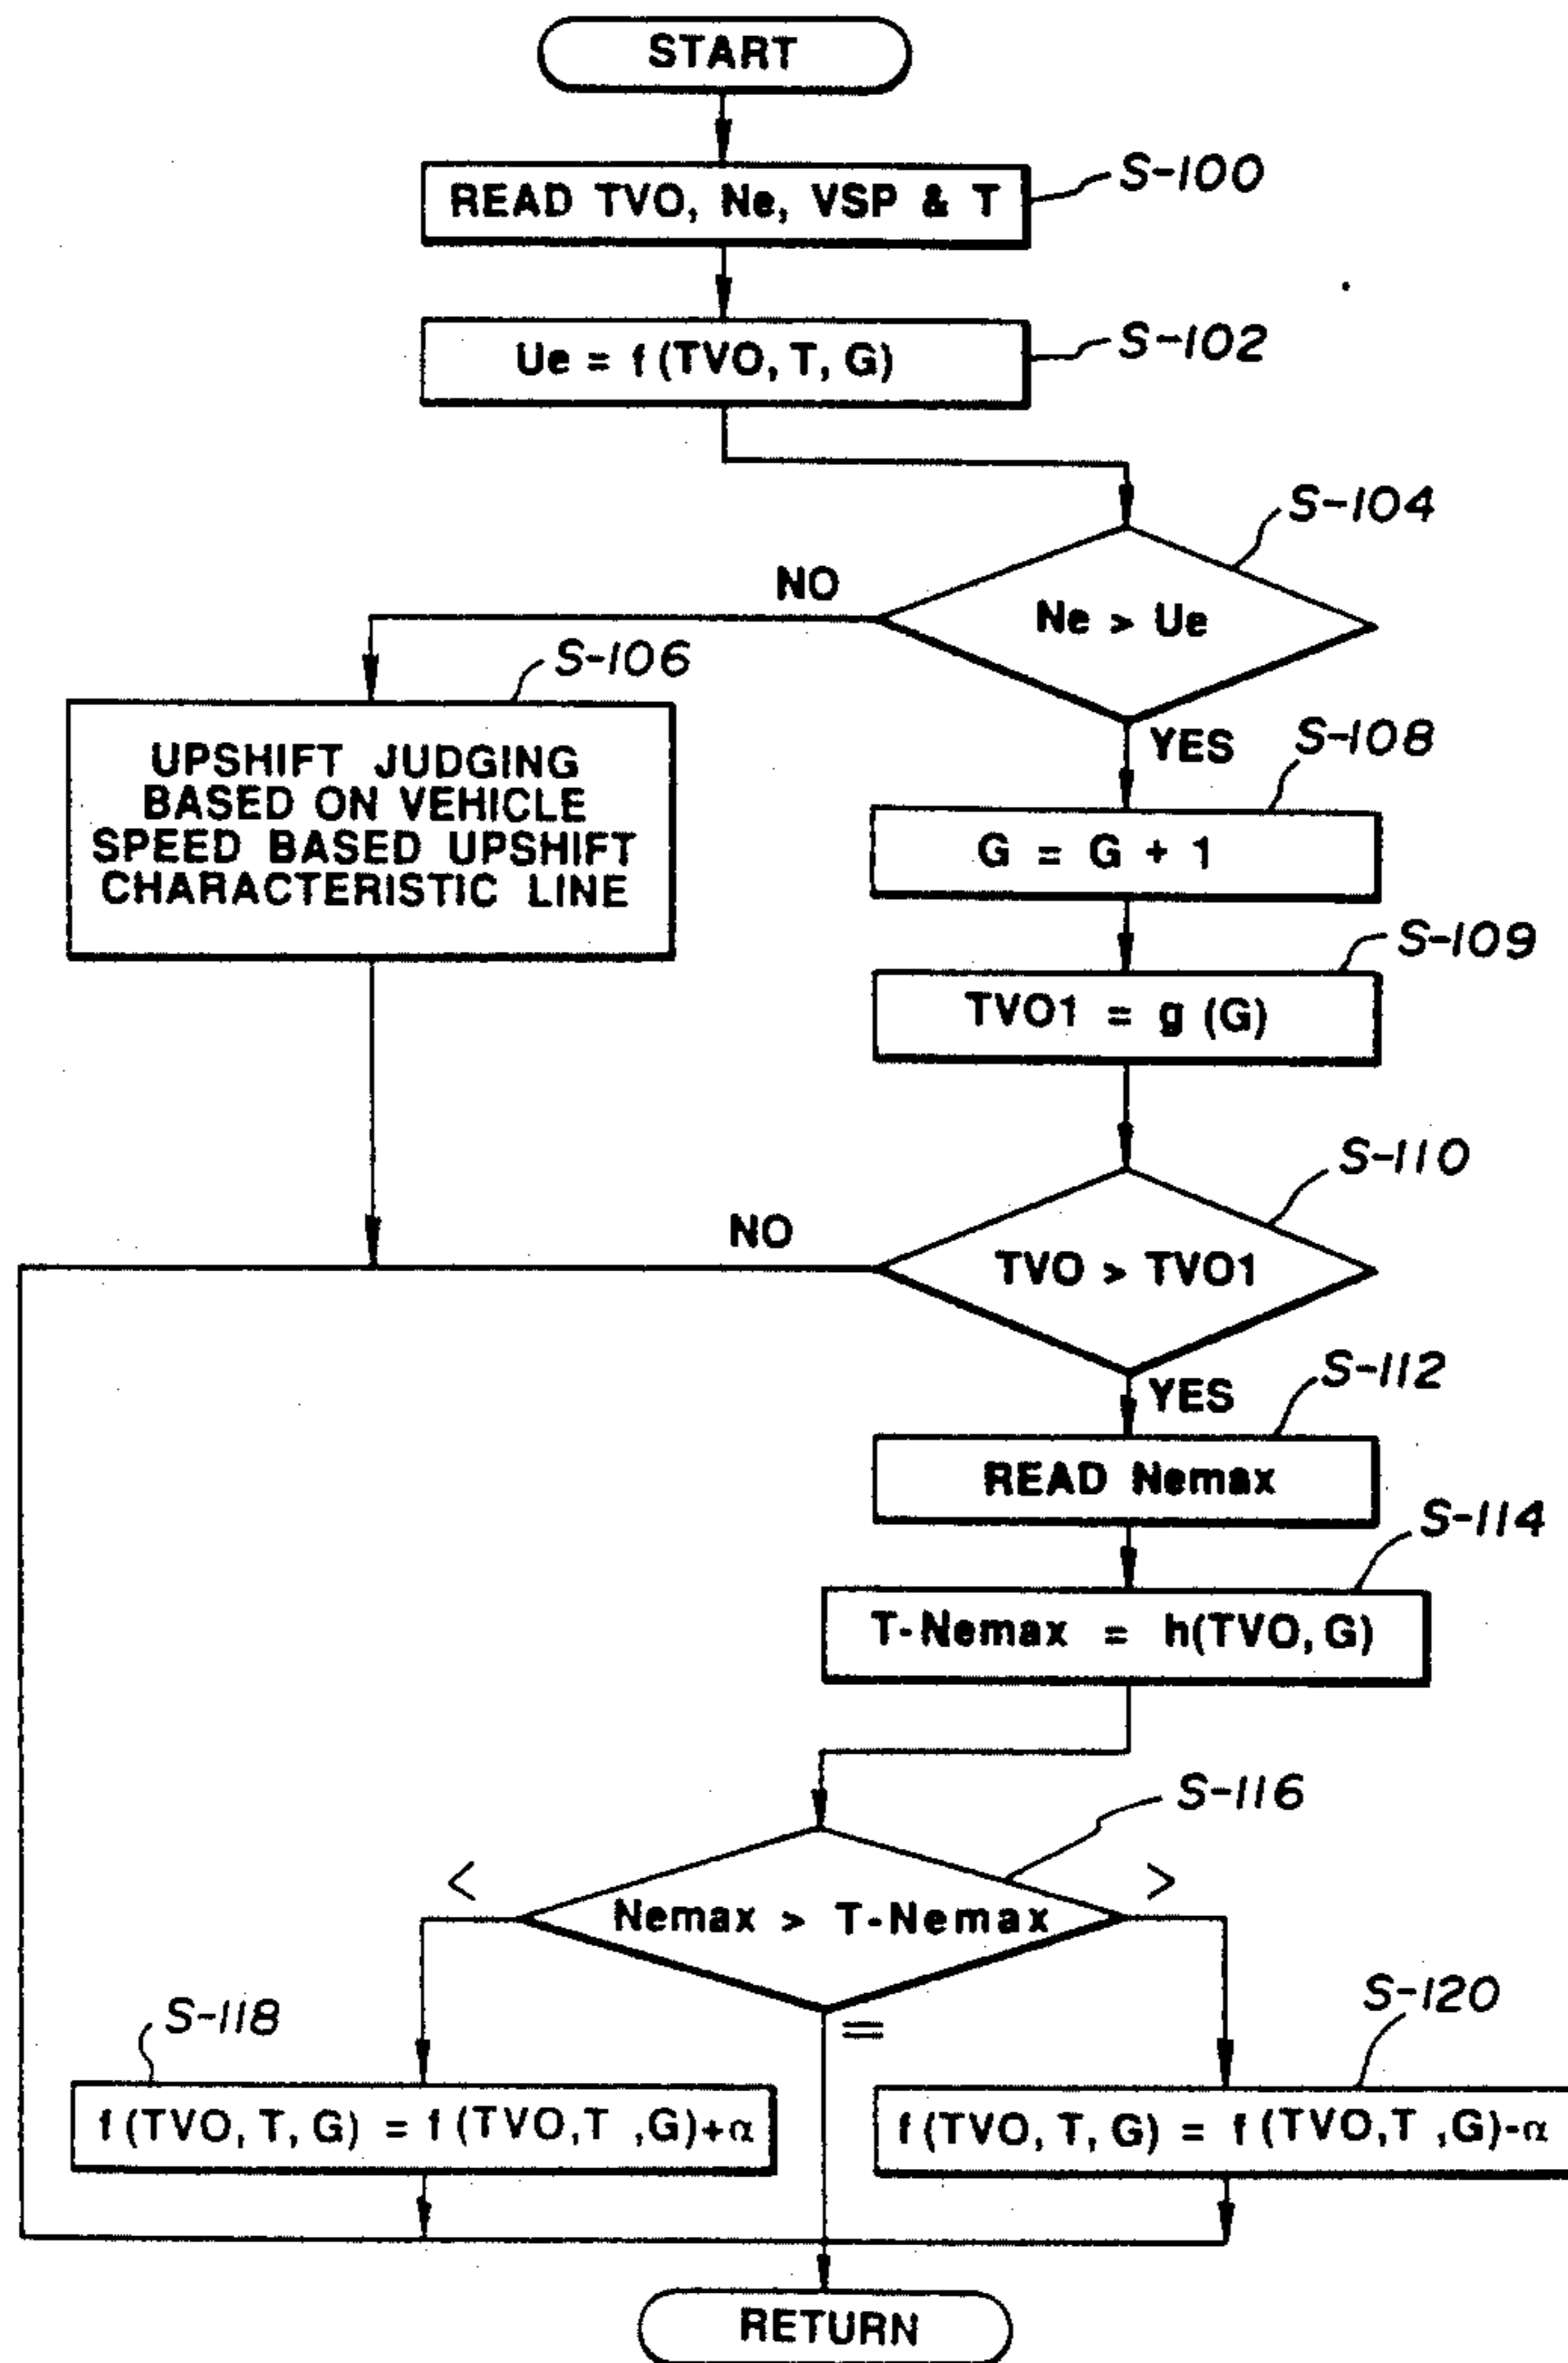 START
READ TVO, Ne, VSP & T
S-100
Ue = f (TVO, T, G)
S-102
S-104
NO
Ne > Ue
S-106
YES
S-108
UPSHIFT JUDGING
BASED ON VEHICLE
SPEED BASED UPSHIFT
CHARACTERISTIC LINE
G = G + 1
S-109
TVO1 = g (G)
S-110
NO
TVO > TVO1
YES
S-112
READ Nemax
S-114
T-Nemax = h(TVO, G)
S-116
<
>
Nemax > T-Nemax
S-118
=
S-120
f (TVO, T, G) = f (TVO,T ,G)+α
f (TVO, T, G) = f (TVO,T ,G)-α
RETURN